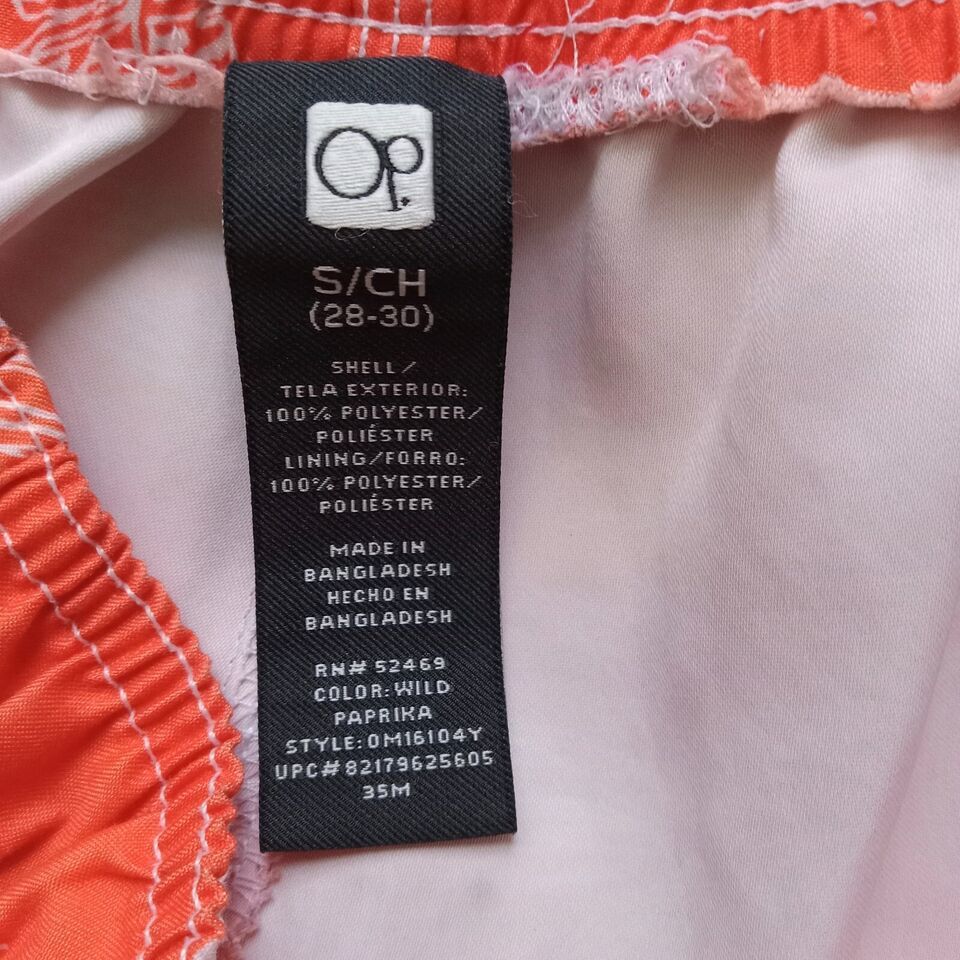 Op.
S/CH
(28-30)
SHELL/
TELA EXTERIOR:
100% POLYESTER/
POLIÉSTER
LINING/FORRO:
100% POLYESTER/
POLIÉSTER
MADE IN
BANGLADESH
HECHO EN
BANGLADESH
RN# 52469
COLOR: WILD
PAPRIKA
STYLE: 0M16104Y
UPC# 82179625605
35M